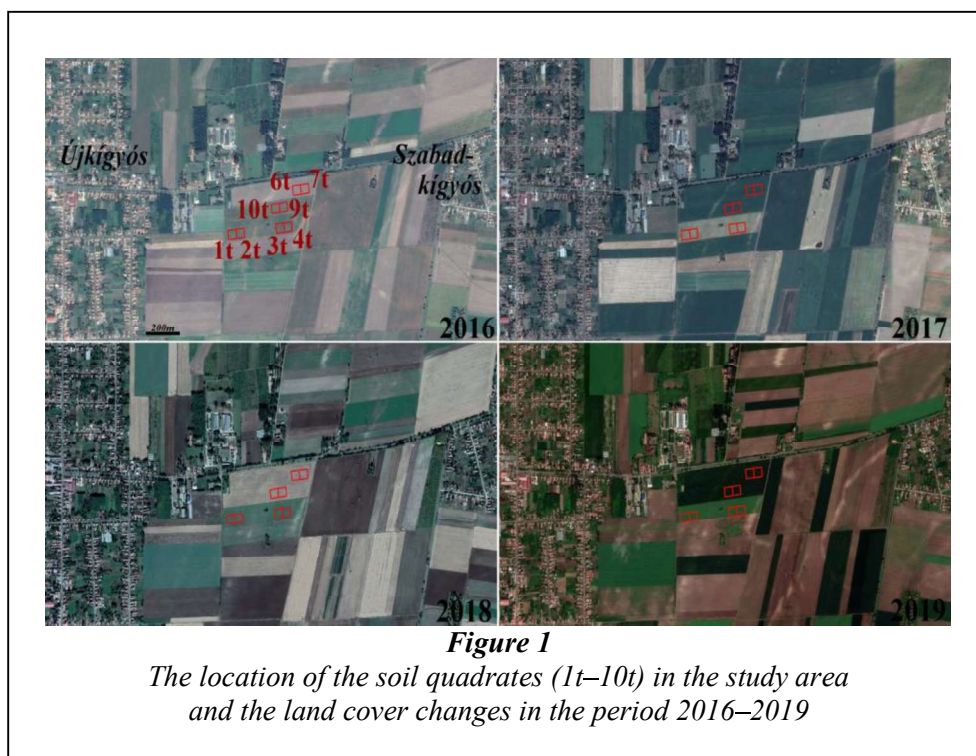 Újkígyós
Szabad-
kígyós
6t 7t
10t 9t
1t 2t 3t 4t
200m
2016
2017
2018
2019
Figure 1
The location of the soil quadrates (1t–10t) in the study area
and the land cover changes in the period 2016–2019